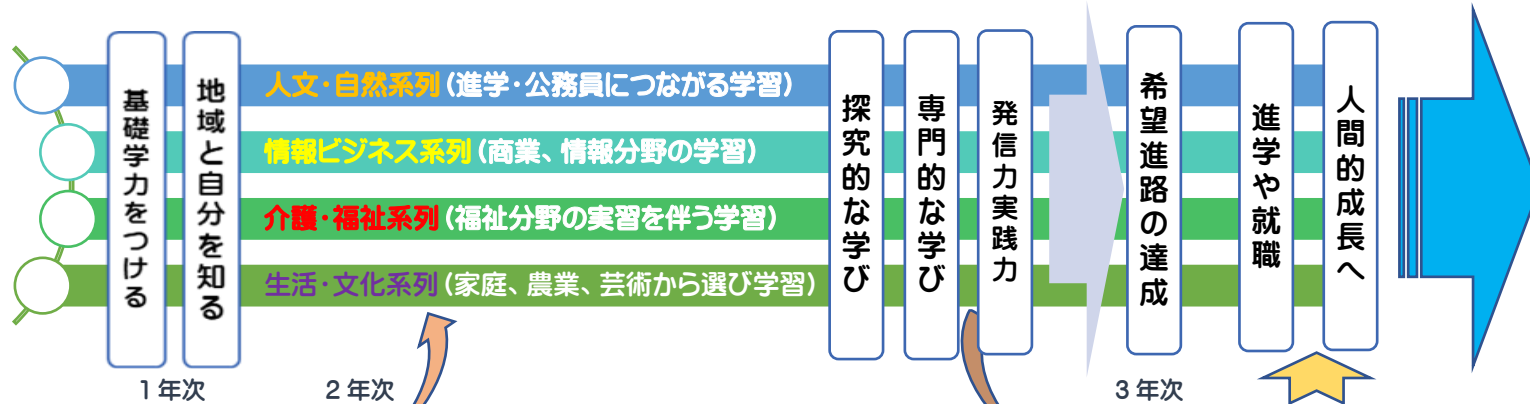 基礎学力をつける
地域と自分を知る
人文・自然系列(進学・公務員につながる学習)
情報ビジネス系列(商業、情報分野の学習)
介護・福祉系列(福祉分野の実習を伴う学習)
生活・文化系列(家庭、農業、芸術から選び学習)
探究的な学び
専門的な学び
発信力実践力
希望進路の達成
進学や就職
人間的成長へ
1年次
2年次
3年次